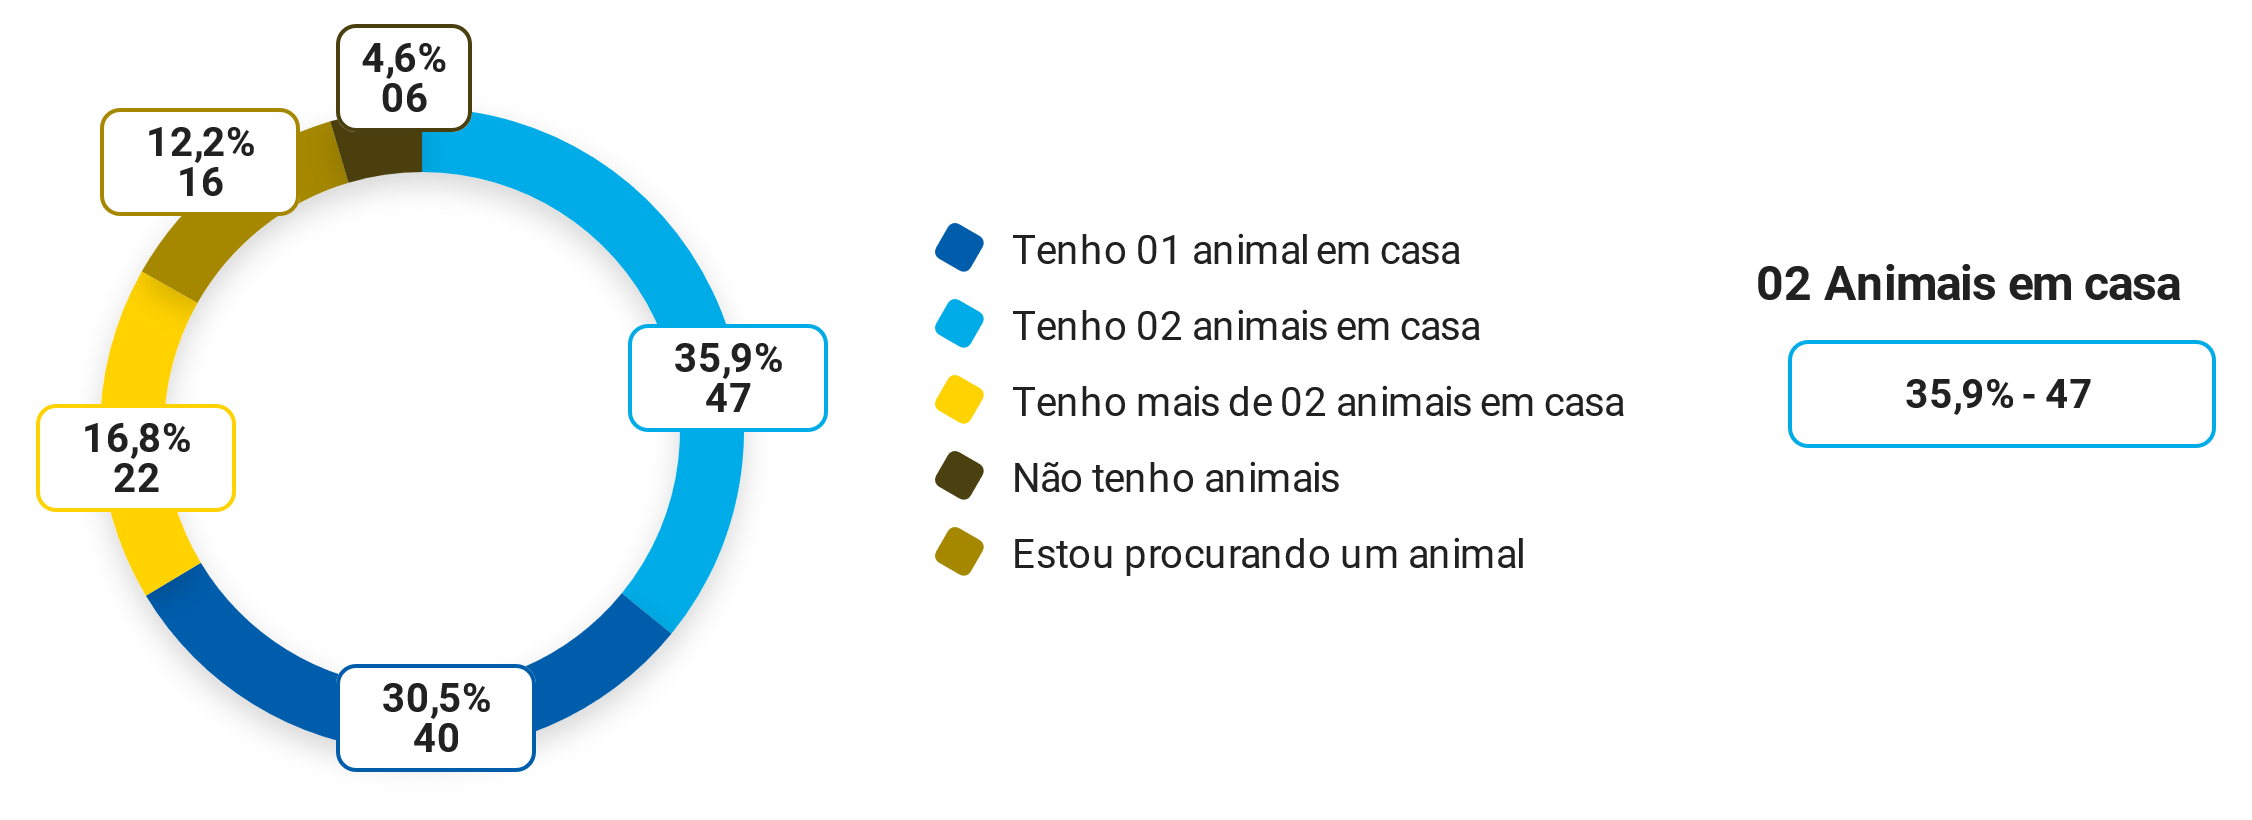 4,6%
06
12,2%
16
35,9%
47
16,8%
22
30,5%
40
Tenho 01 animal em casa
Tenho 02 animais em casa
Tenho mais de 02 animais em casa
Não tenho animais
Estou procurando um animal
02 Animais em casa
35,9% - 47